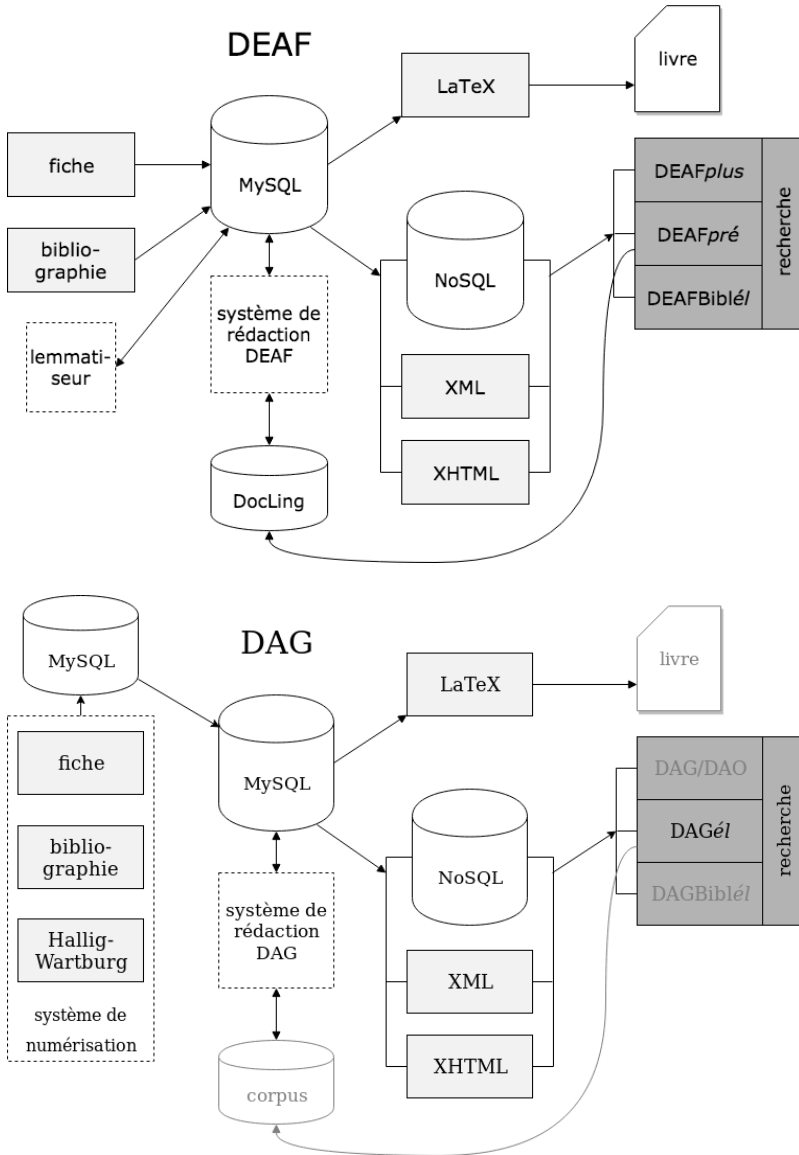 DEAF
livre
LaTeX
fiche
MySQL
DEAFplus
DEAFpré
DEAFBiblél
recherche
biblio-
graphie
NoSQL
système de
rédaction
DEAF
lemmati-
seur
XML
XHTML
DocLing
DAG
MySQL
livre
LaTeX
fiche
MySQL
DAG/DAO
DAGél
DAGBiblél
recherche
biblio-
graphie
NoSQL
système de
rédaction
DAG
Hallig-
Wartburg
XML
système de
numérisation
XHTML
corpus